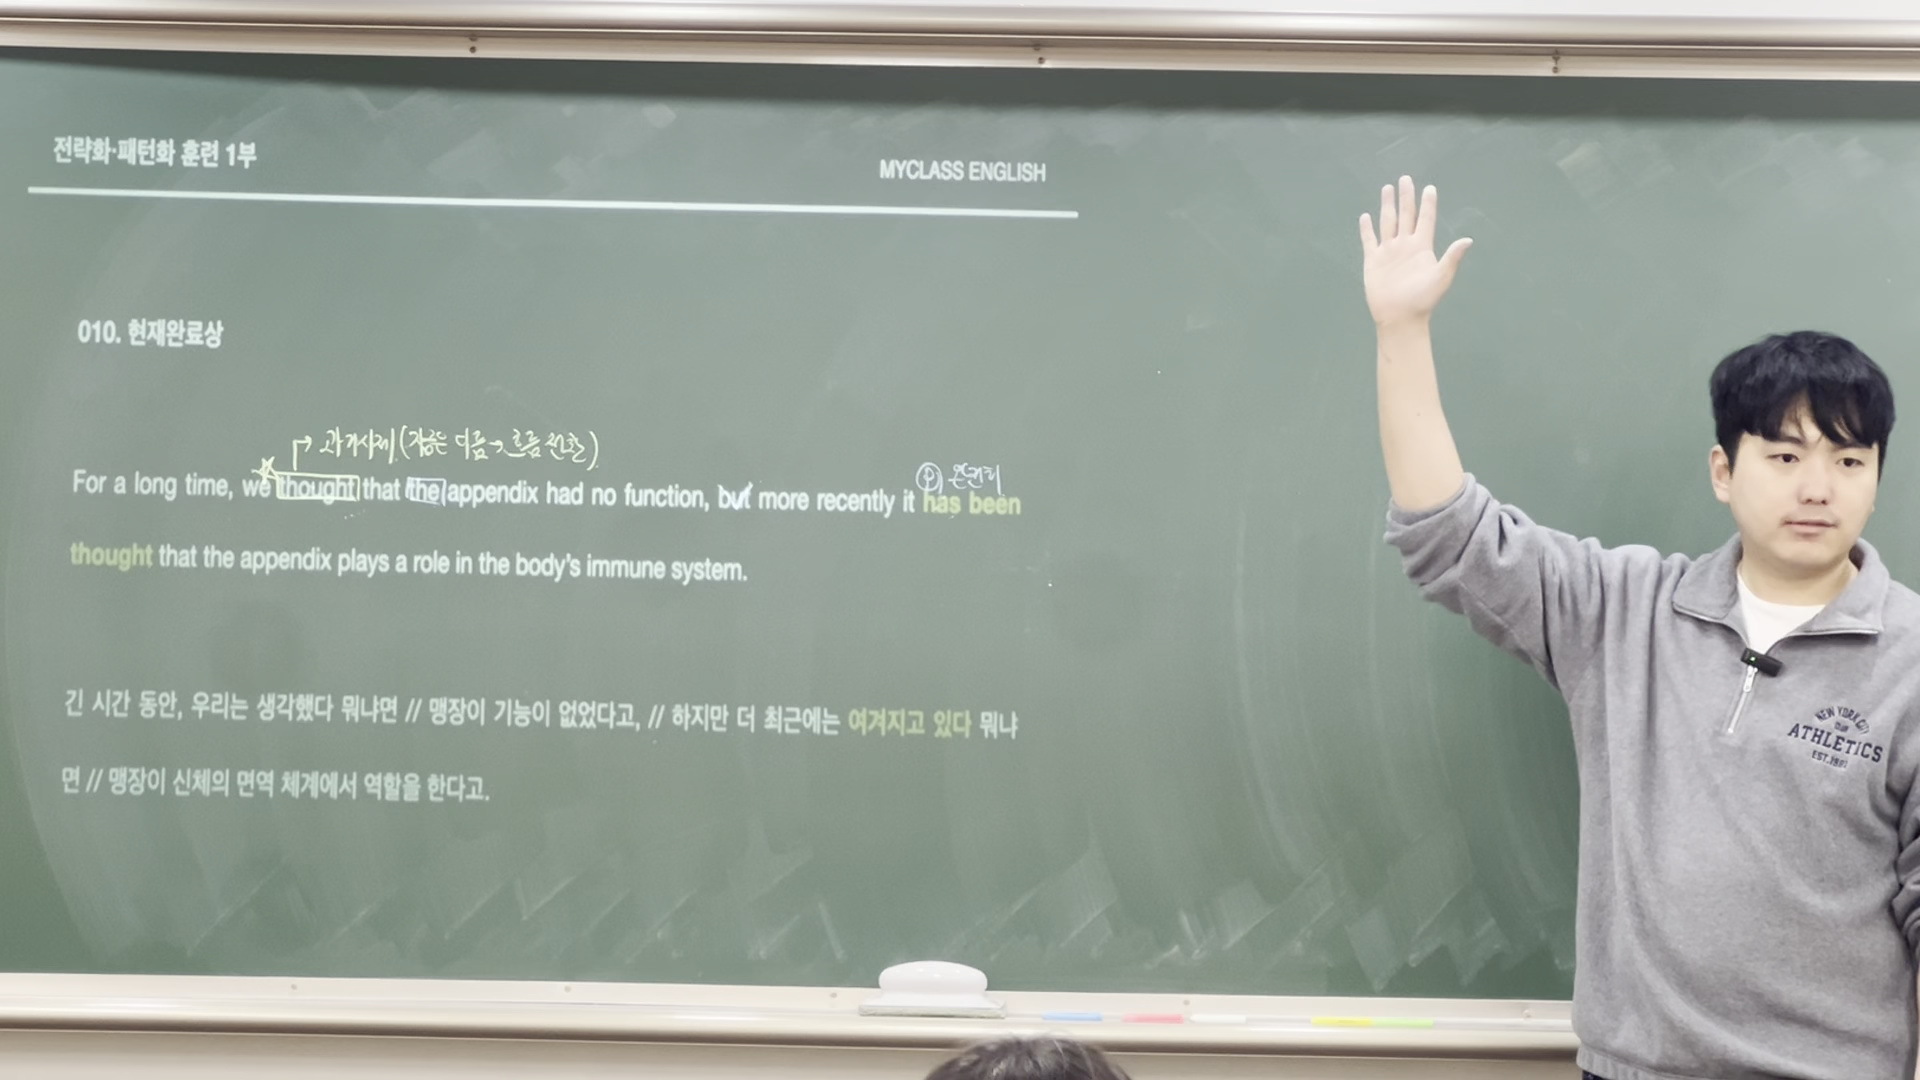 전략화·패턴화 훈련 1부
MYCLASS ENGLISH
010. 현재완료상
과거시제 (지금은 다름→흐름 전환)
For a long time, we thought that the appendix had no function, but more recently it has been
thought that the appendix plays a role in the body's immune system.
긴 시간 동안, 우리는 생각했다 뭐냐면 // 맹장이 기능이 없었다고, // 하지만 더 최근에는 여겨지고 있다 뭐냐
면 // 맹장이 신체의 면역 체계에서 역할을 한다고.
NEW YORK
ATHLETICS